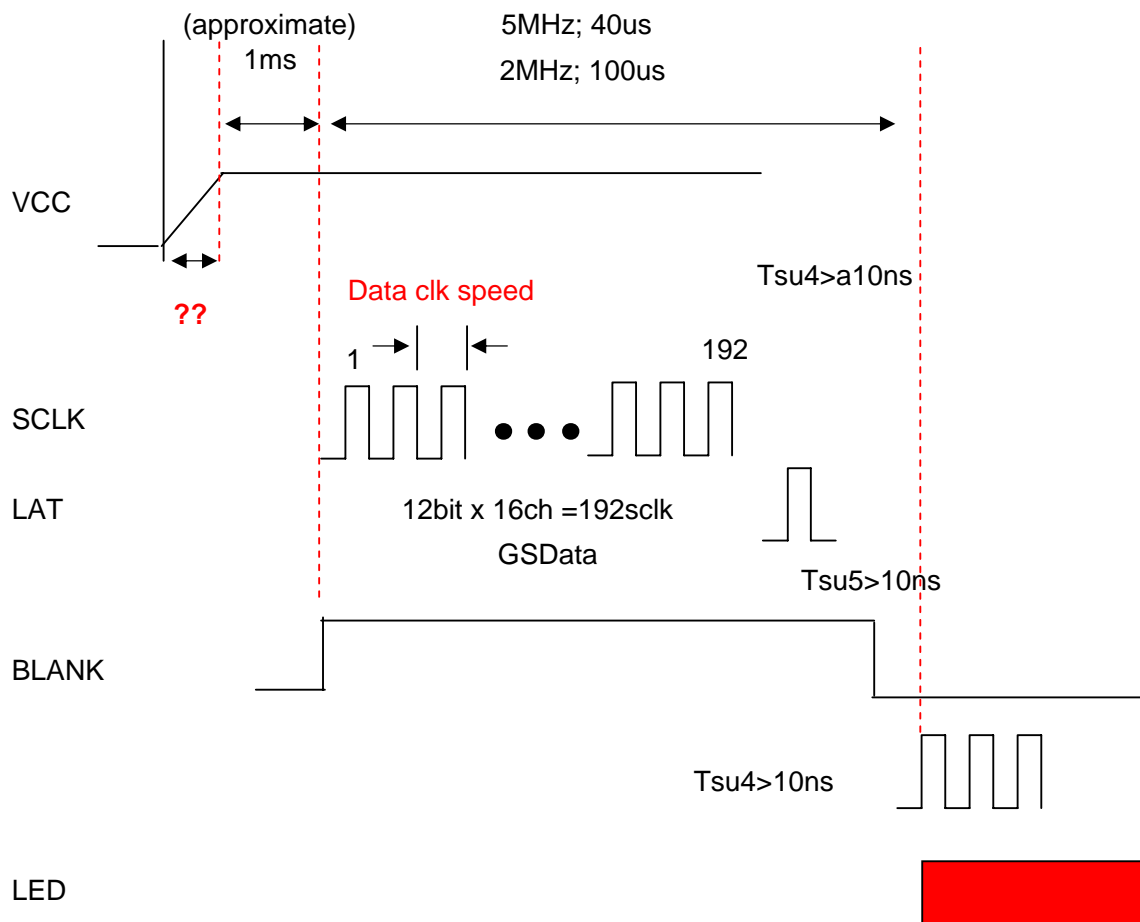 (approximate)
1ms
5MHz; 40us
2MHz; 100us
VCC
??
Tsu4>a10ns
Data clk speed
1
192
SCLK
LAT
12bit x 16ch =192sclk
GSData
Tsu5>10ns
BLANK
Tsu4>10ns
LED